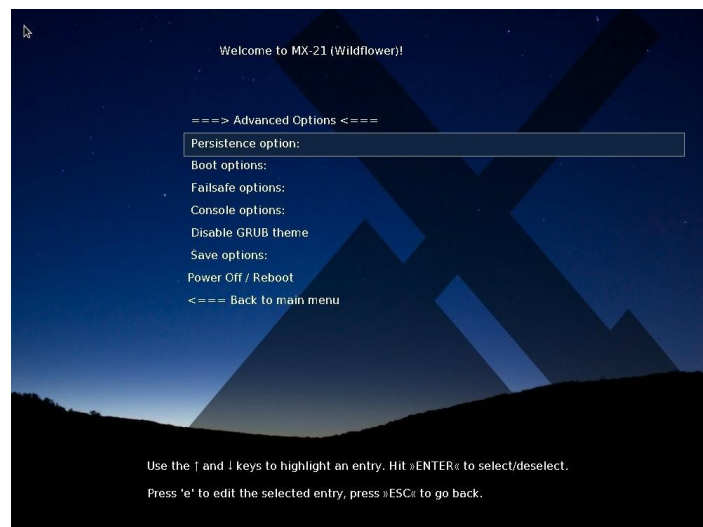 Welcome to MX-21 (Wildflower)!
===> Advanced Options <===
Persistence option:
Boot options:
Failsafe options:
Console options:
Disable GRUB theme
Save options:
Power Off / Reboot
<=== Back to main menu
Use the ↑ and ↓ keys to highlight an entry. Hit »ENTER« to select/deselect.
Press 'e' to edit the selected entry, press »ESC« to go back.